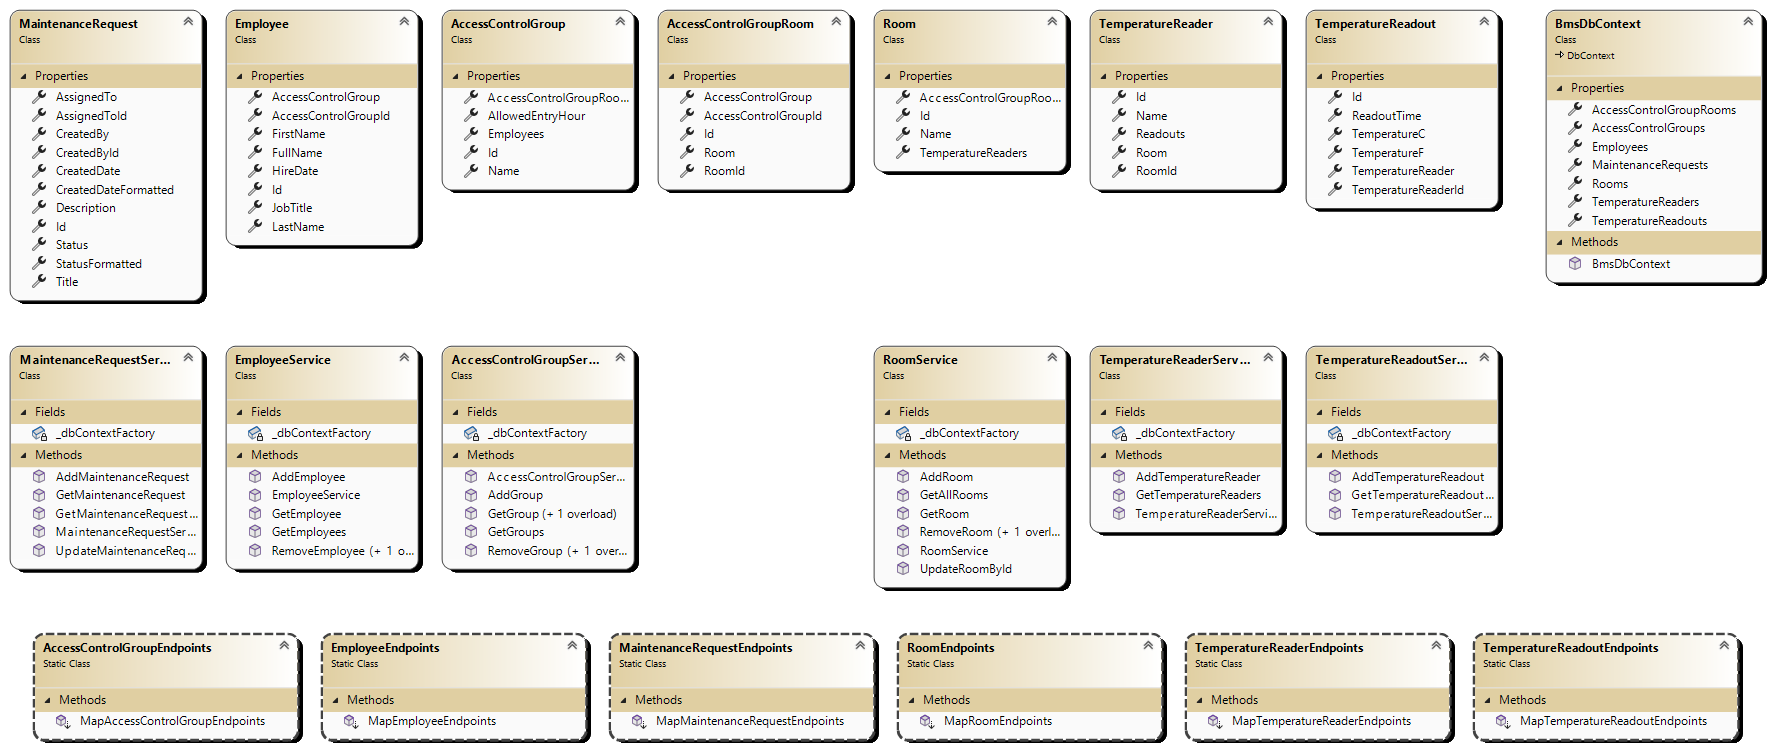 MaintenanceRequest
Class
Properties
AssignedTo
AssignedToId
CreatedBy
CreatedById
CreatedDate
CreatedDateFormatted
Description
Id
Status
StatusFormatted
Title
Employee
Class
Properties
AccessControlGroup
AccessControlGroupId
FirstName
FullName
HireDate
Id
JobTitle
LastName
AccessControlGroup
Class
Properties
AccessControlGroupRoo...
AllowedEntryHour
Employees
Id
Name
AccessControlGroupRoom
Class
Properties
AccessControlGroup
AccessControlGroupId
Id
Room
RoomId
Room
Class
Properties
AccessControlGroupRoo...
Id
Name
TemperatureReaders
TemperatureReader
Class
Properties
Id
Name
Readouts
Room
RoomId
TemperatureReadout
Class
Properties
Id
ReadoutTime
TemperatureC
TemperatureF
TemperatureReader
TemperatureReaderId
BmsDbContext
Class
DbContext
Properties
AccessControlGroupRooms
AccessControlGroups
Employees
MaintenanceRequests
Rooms
TemperatureReaders
TemperatureReadouts
Methods
BmsDbContext
MaintenanceRequestSer...
Class
Fields
_dbContextFactory
Methods
AddMaintenanceRequest
GetMaintenanceRequest
GetMaintenanceRequest...
MaintenanceRequestSer...
UpdateMaintenanceReq...
EmployeeService
Class
Fields
_dbContextFactory
Methods
AddEmployee
EmployeeService
GetEmployee
GetEmployees
RemoveEmployee (+ 1 o...
AccessControlGroupSer...
Class
Fields
_dbContextFactory
Methods
AccessControlGroupSer...
AddGroup
GetGroup (+ 1 overload)
GetGroups
RemoveGroup (+ 1 over...
RoomService
Class
Fields
_dbContextFactory
Methods
AddRoom
GetAllRooms
GetRoom
RemoveRoom (+ 1 overl...
RoomService
UpdateRoomById
TemperatureReaderServ...
Class
Fields
_dbContextFactory
Methods
AddTemperatureReader
GetTemperatureReaders
TemperatureReaderServi...
TemperatureReadoutSer...
Class
Fields
_dbContextFactory
Methods
AddTemperatureReadout
GetTemperatureReadout...
TemperatureReadoutSer...
AccessControlGroupEndpoints
Static Class
Methods
MapAccessControlGroupEndpoints
EmployeeEndpoints
Static Class
Methods
MapEmployeeEndpoints
MaintenanceRequestEndpoints
Static Class
Methods
MapMaintenanceRequestEndpoints
RoomEndpoints
Static Class
Methods
MapRoomEndpoints
TemperatureReaderEndpoints
Static Class
Methods
MapTemperatureReaderEndpoints
TemperatureReadoutEndpoints
Static Class
Methods
MapTemperatureReadoutEndpoints